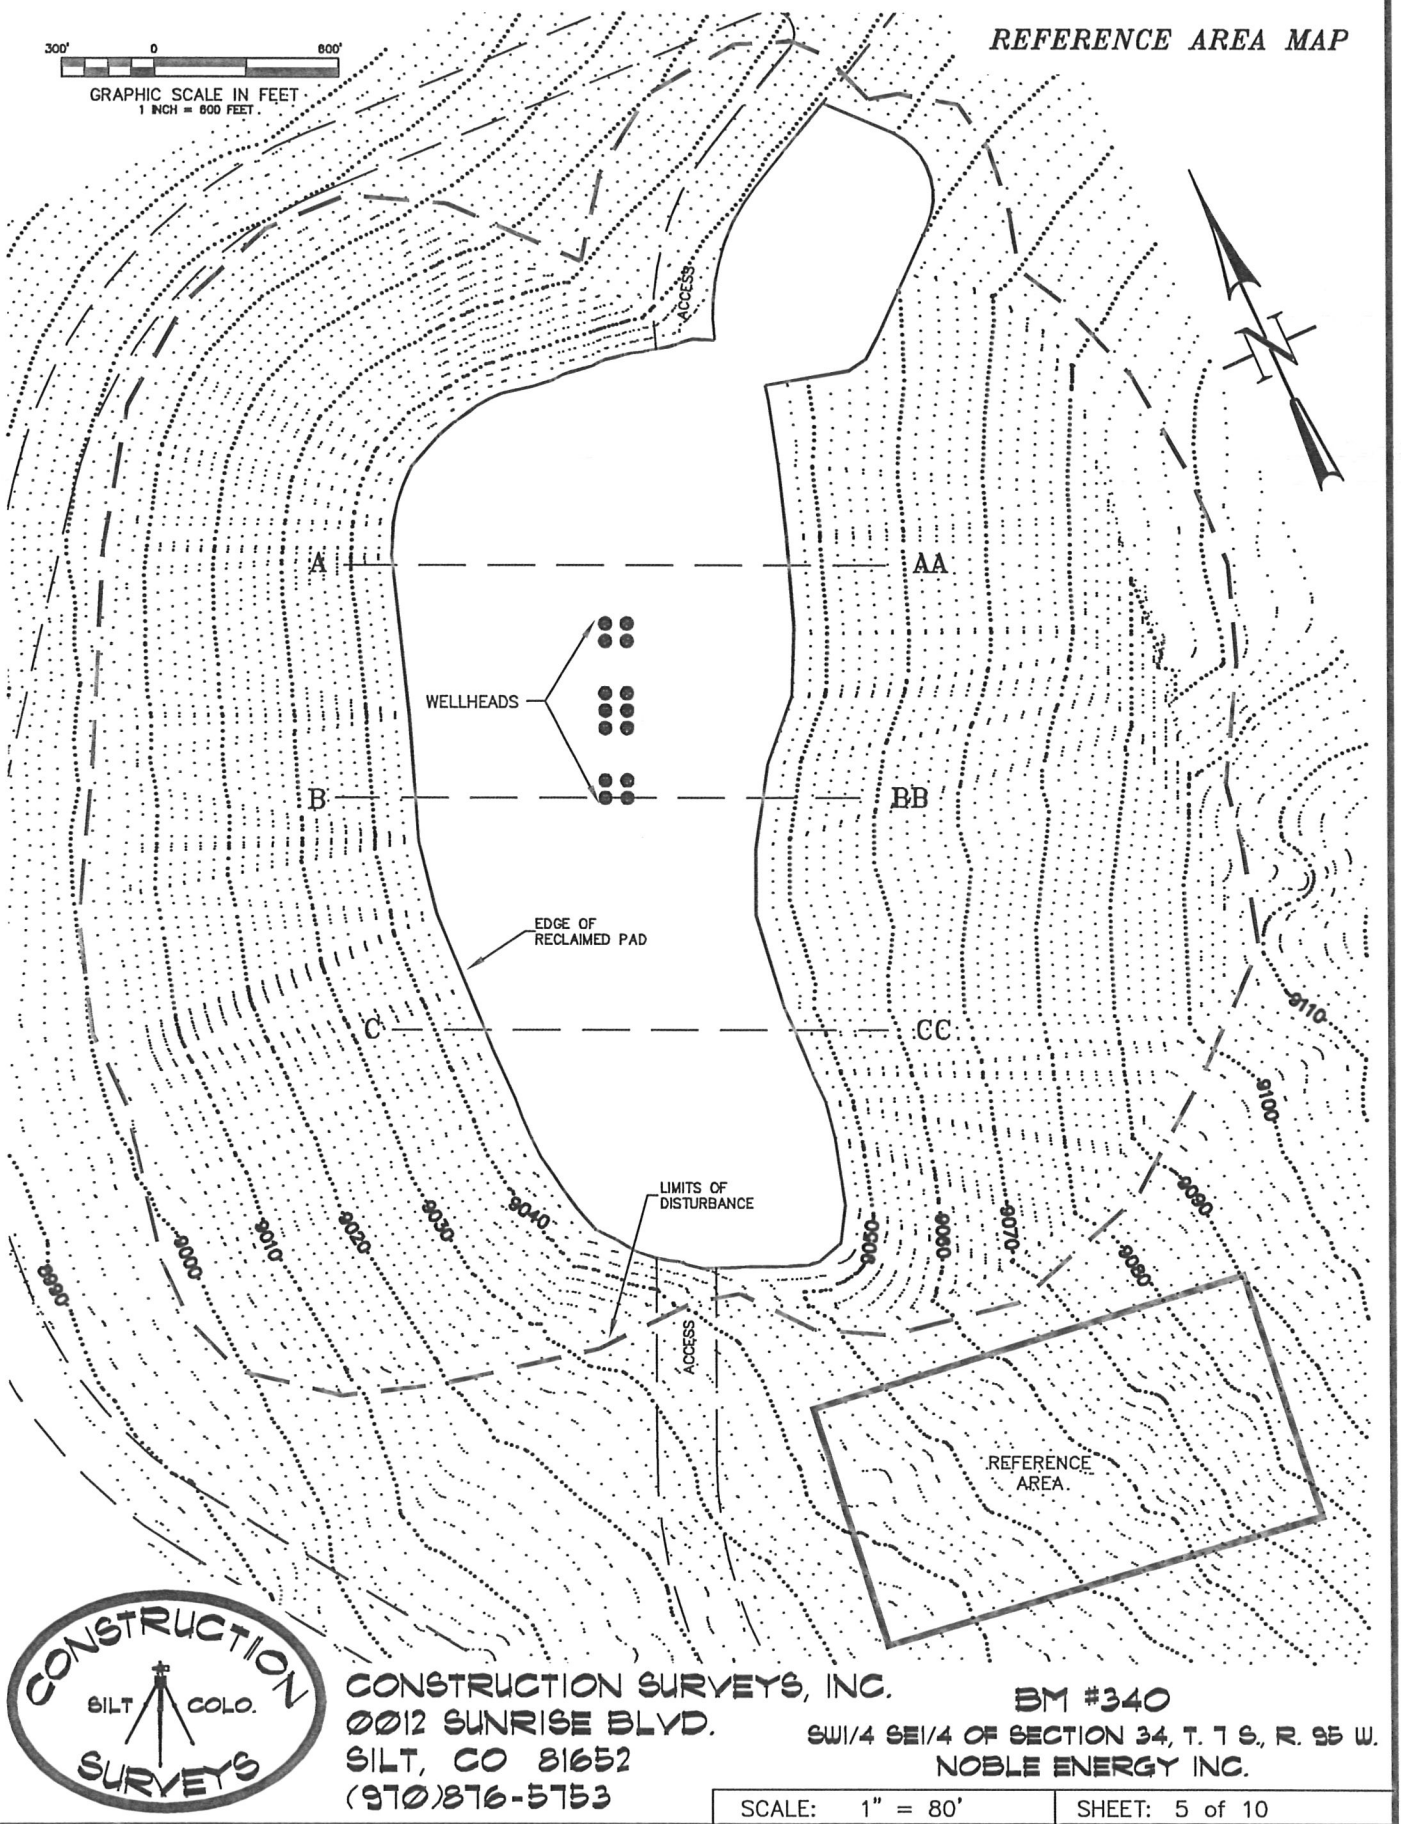 REFERENCE AREA MAP
300' 0 600'
GRAPHIC SCALE IN FEET
1 INCH = 600 FEET
N
ACCESS
A AA
WELLHEADS
B BB
EDGE OF
RECLAIMED PAD
C CC
9110
9100
LIMITS OF
DISTURBANCE
8990
9000
9010
9020
9030
9040
9050
9060
9070
9080
9090
ACCESS
REFERENCE
AREA
CONSTRUCTION
SILT COLO.
SURVEYS
CONSTRUCTION SURVEYS, INC.
0012 SUNRISE BLVD.
SILT, CO 81652
(970)876-5753
BM #340
SW1/4 SE1/4 OF SECTION 34, T. 7 S., R. 95 W.
NOBLE ENERGY INC.
SCALE: 1" = 80'
SHEET: 5 of 10